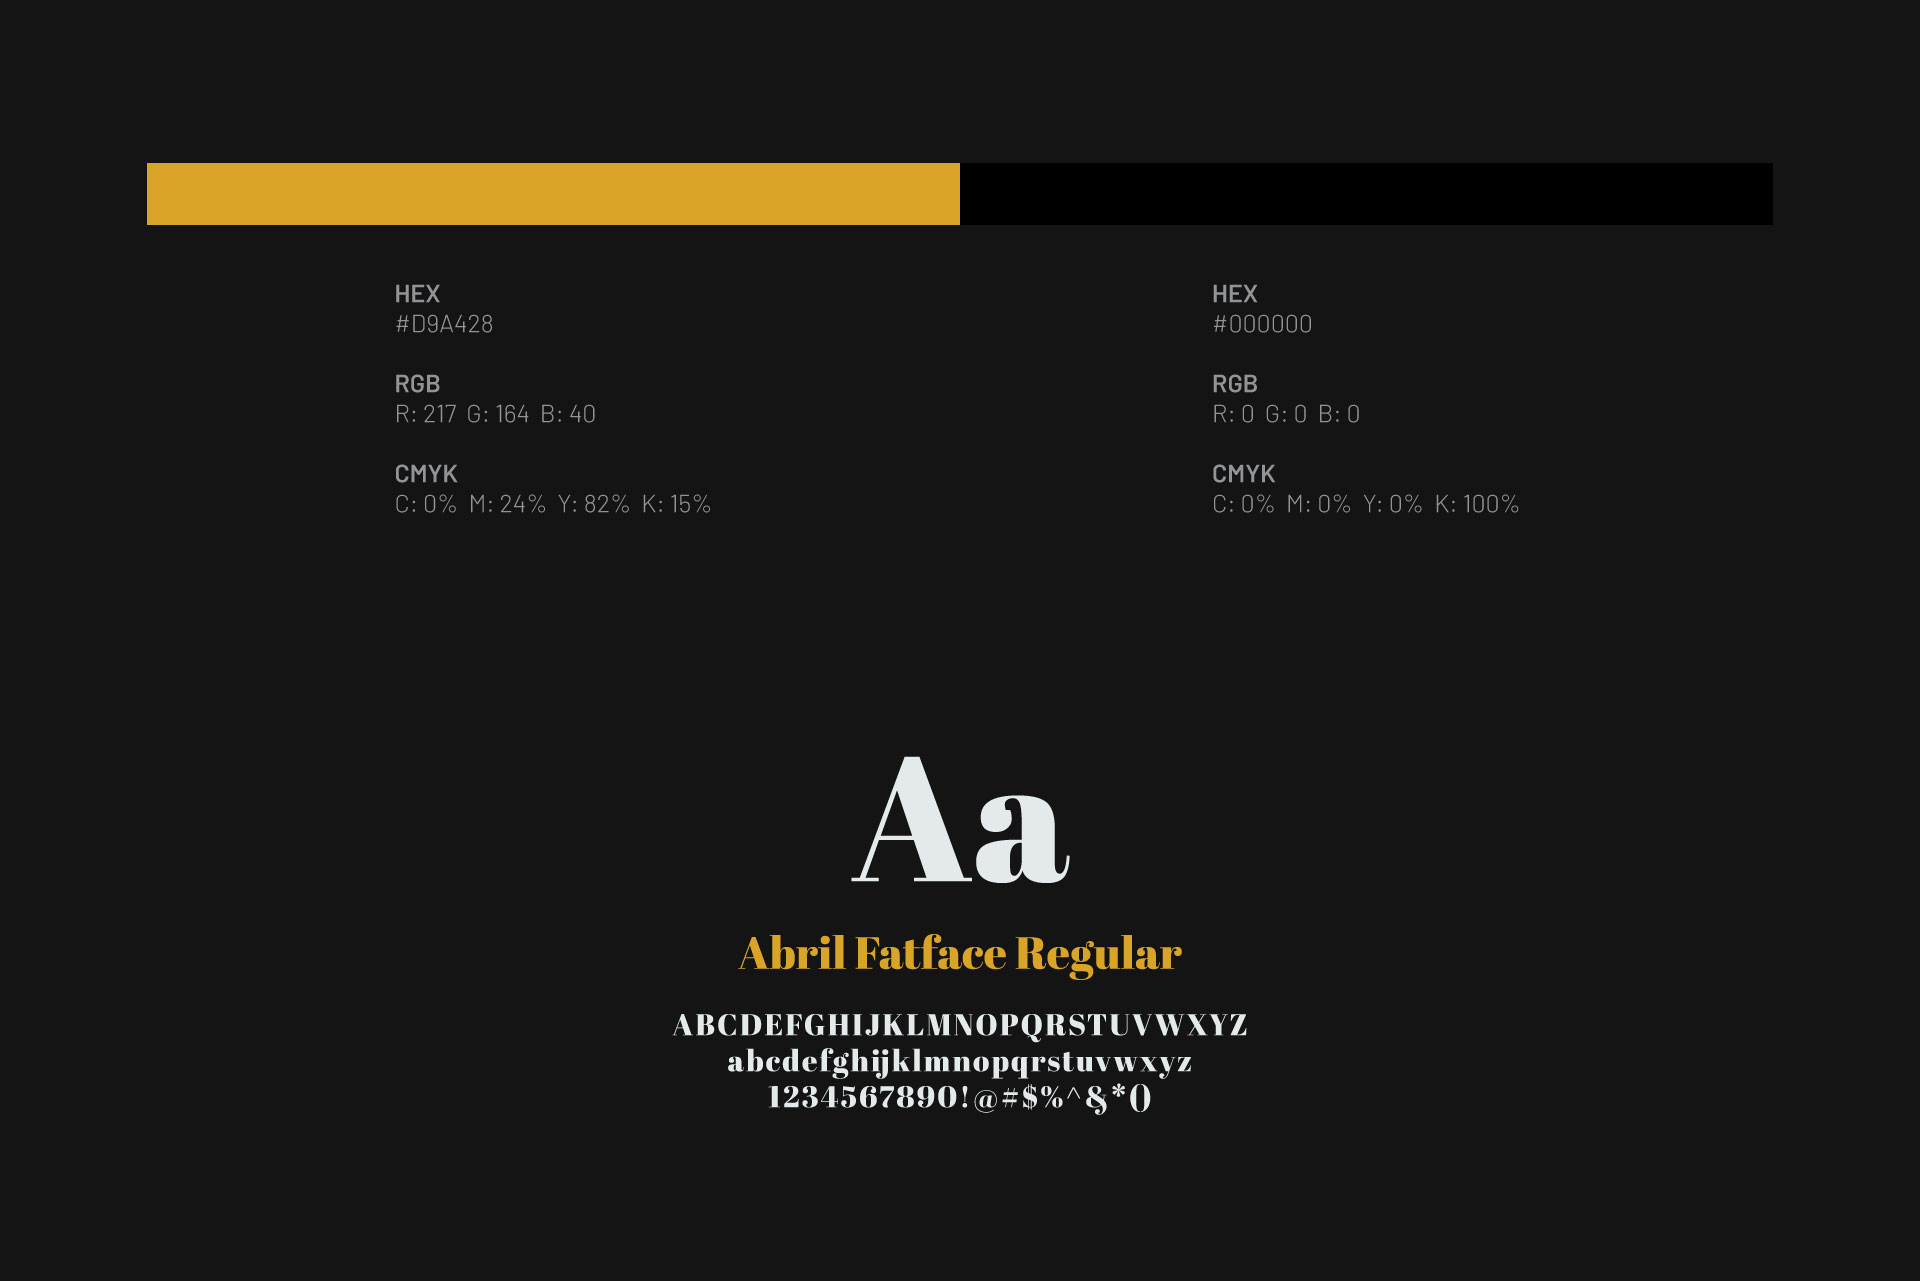 HEX
#D9A428
RGB
R: 217 G: 164 B: 40
CMYK
C: 0% M: 24% Y: 82% K: 15%
HEX
#000000
RGB
R: 0 G: 0 B: 0
CMYK
C: 0% M: 0% Y: 0% K: 100%
Aa
Abril Fatface Regular
ABCDEFGHIJKLMNOPQRSTUVWXYZ
abcdefghijklmnopqrstuvwxyz
1234567890!@#$%^&*()